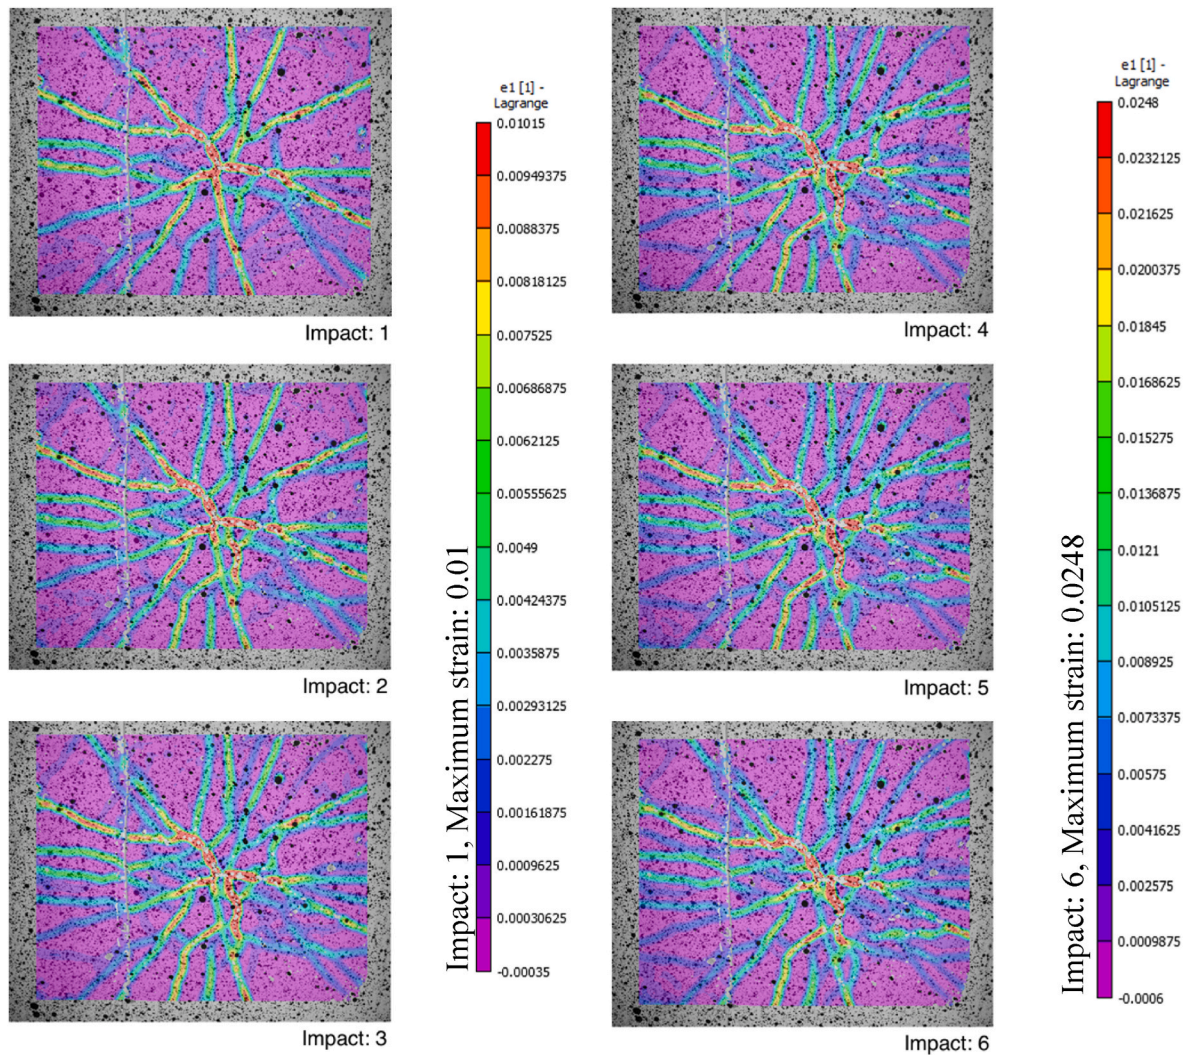 Impact: 1
Impact: 2
Impact: 3
Impact: 1, Maximum strain: 0.01
e1 [1] -
Lagrange
0.01015
0.00949375
0.0088375
0.00818125
0.007525
0.00686875
0.0062125
0.00555625
0.0049
0.00424375
0.0035875
0.00293125
0.002275
0.00161875
0.0009625
0.00030625
-0.00035
Impact: 4
Impact: 5
Impact: 6
Impact: 6, Maximum strain: 0.0248
e1 [1] -
Lagrange
0.0248
0.0232125
0.021625
0.0200375
0.01845
0.0168625
0.015275
0.0136875
0.0121
0.0105125
0.008925
0.0073375
0.00575
0.0041625
0.002575
0.0009875
-0.0006